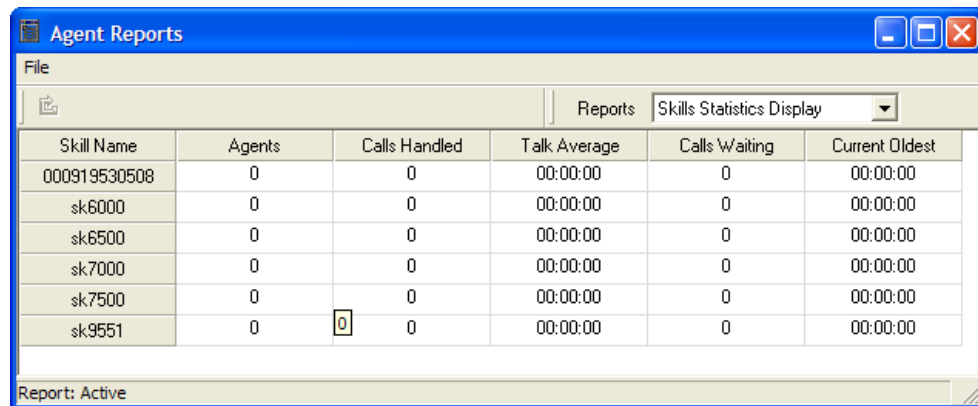 Agent Reports
File
Reports Skills Statistics Display
Skill Name Agents Calls Handled Talk Average Calls Waiting Current Oldest
000919530508 0 0 00:00:00 0 00:00:00
sk6000 0 0 00:00:00 0 00:00:00
sk6500 0 0 00:00:00 0 00:00:00
sk7000 0 0 00:00:00 0 00:00:00
sk7500 0 0 00:00:00 0 00:00:00
0
sk9551 0 0 00:00:00 0 00:00:00
Report: Active